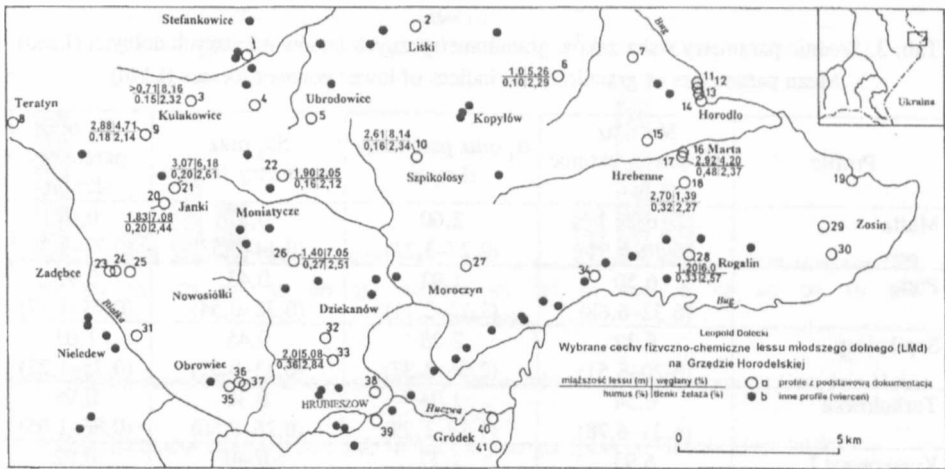 Stefankowice
2
Liski
Bug
7
6
1,0 5,25
0,10 2,29
11
12
13
14
Horodło
Ukraina
1
>0,71 8,16
0,15 2,32
3
Kułakowice
4
Ubrodowice
5
Kopyłów
Teratyn
8
2,88 4,71
0,18 2,14
9
2,61 8,14
0,16 2,34
10
Szpikołosy
15
16 Marta
17
2,92 4,20
0,48 2,37
Hrebenne
18
2,70 1,39
0,32 2,27
19
3,07 6,18
0,20 2,61
22
1,90 2,05
0,16 2,12
21
20
Janki
1,83 7,08
0,20 2,44
Moniatycze
29
Zosin
30
26
1,40 7,05
0,27 2,51
Zadębce
23
24
27
34
28
Rogalin
1,20 6,0
0,33 2,57
Moroczyn
Nowosiółki
Dziekanów
Bug
Białka
31
32
2,0 5,08
0,36 2,84
33
Nieledew
Obrowiec
36
37
35
38
HRUBIESZÓW
39
Huczwa
Gródek
40
41
Leopold Dolecki
Wybrane cechy fizyczno-chemiczne lessu młodszego dolnego (LMd)
na Grzędzie Horodelskiej
miąższość lessu (m) węglany (%)
humus (%) tlenki żelaza (%)
a profile z podstawową dokumentacją
b inne profile (wierceń)
0 5 km